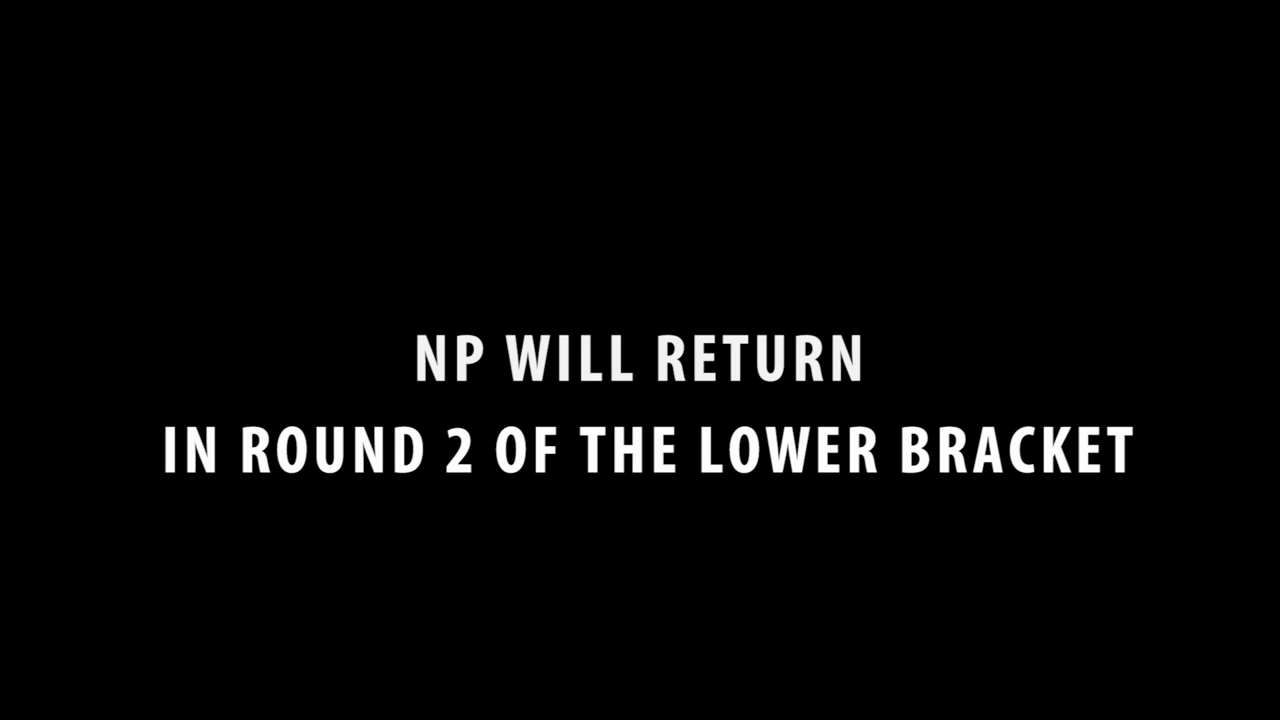 NP WILL RETURN
IN ROUND 2 OF THE LOWER BRACKET